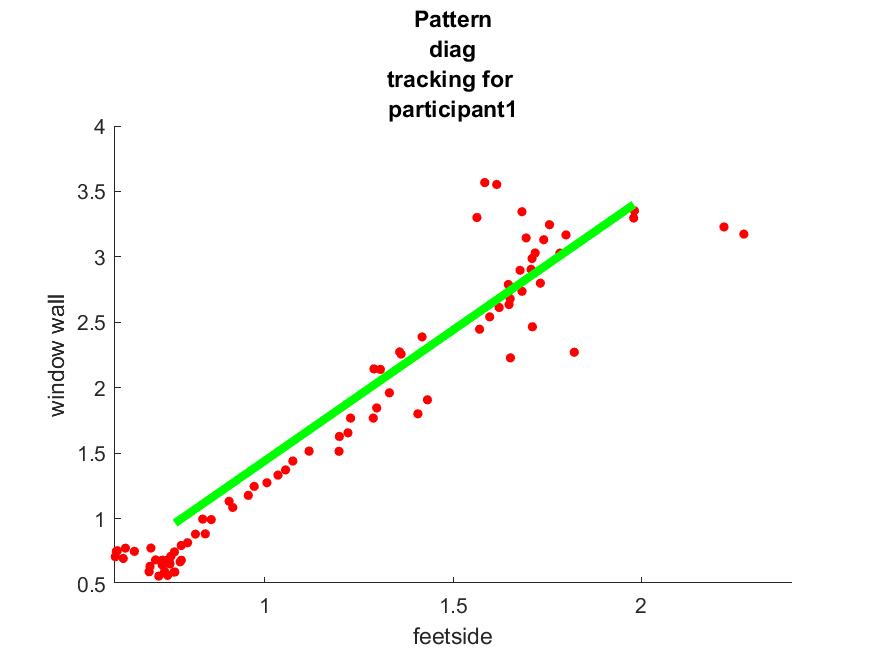 Pattern
diag
tracking for
participant1
4
3.5
3
2.5
2
1.5
1
0.5
window wall
1
1.5
2
feetside